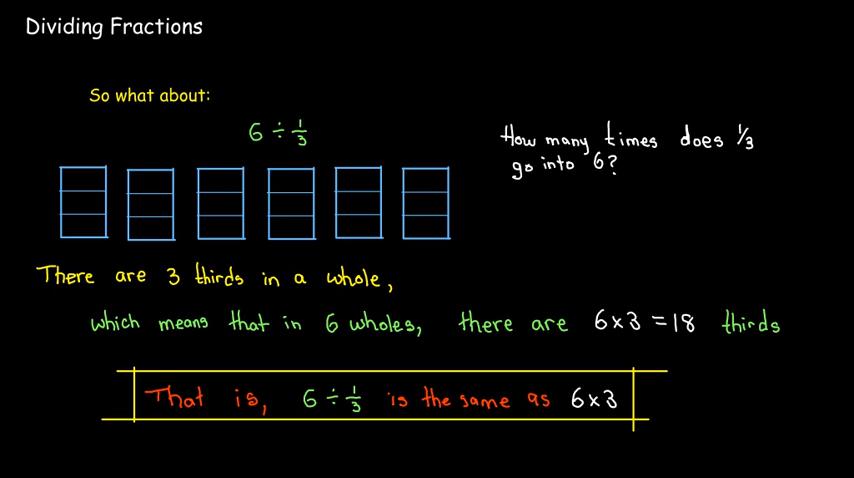 Dividing Fractions
So what about:
6 ÷ 1/3
How many times does 1/3
go into 6?
There are 3 thirds in a whole,
which means that in 6 wholes, there are 6 x 3 = 18 thirds
That is, 6 ÷ 1/3 is the same as 6 x 3